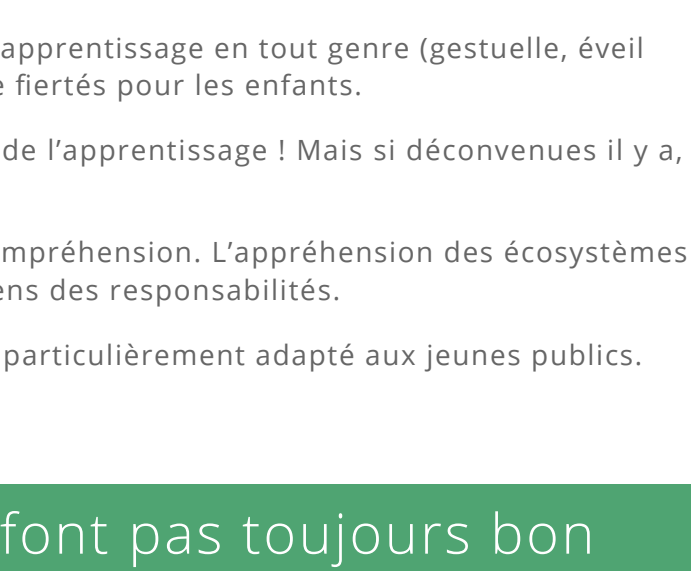 apprentissage en tout genre (gestuelle, éveil
fiertés pour les enfants.
de l’apprentissage ! Mais si déconvenues il y a,
mpréhension. L’appréhension des écosystèmes
ens des responsabilités.
particulièrement adapté aux jeunes publics.
font pas toujours bon